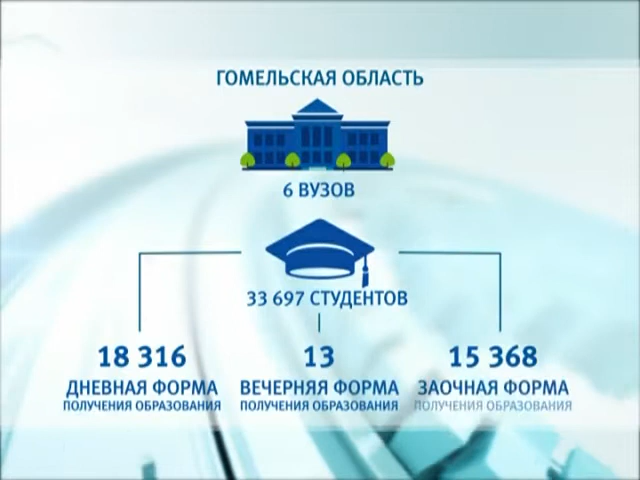 ГОМЕЛЬСКАЯ ОБЛАСТЬ
6 ВУЗОВ
33 697 СТУДЕНТОВ
18 316
ДНЕВНАЯ ФОРМА
ПОЛУЧЕНИЯ ОБРАЗОВАНИЯ
13
ВЕЧЕРНЯЯ ФОРМА
ПОЛУЧЕНИЯ ОБРАЗОВАНИЯ
15 368
ЗАОЧНАЯ ФОРМА
ПОЛУЧЕНИЯ ОБРАЗОВАНИЯ